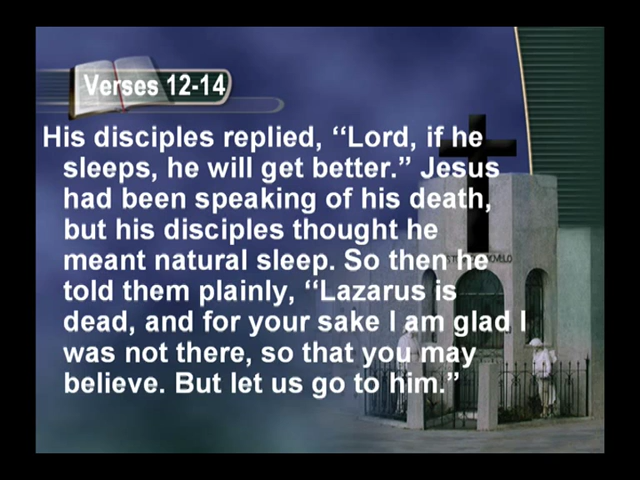 Verses 12-14
His disciples replied, “Lord, if he
sleeps, he will get better.” Jesus
had been speaking of his death,
but his disciples thought he
meant natural sleep. So then he
told them plainly, “Lazarus is
dead, and for your sake I am glad I
was not there, so that you may
believe. But let us go to him.”